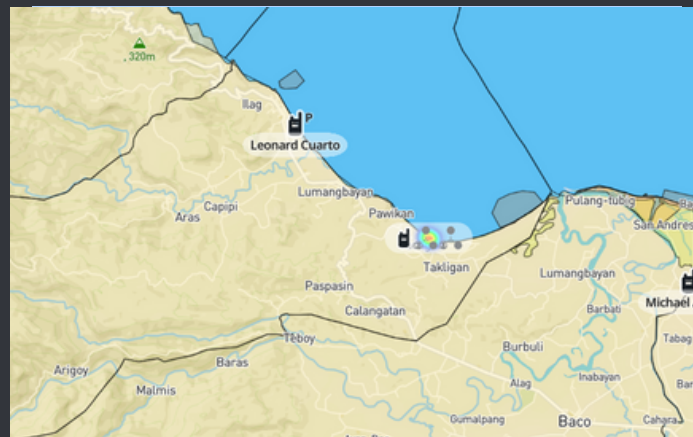 320m
Ilag
P
Leonard Cuarto
Lumangbayan
Capipi
Aras
Pawikan
Pulang-tubig
San Andres
Takligan
Lumangbayan
Paspasin
Calangatan
Barbati
Michael
Teboy
Burbuli
Tabag
Baras
Arigoy
Malmis
Alag
Inabayan
Gumalpang
Baco
Cahara